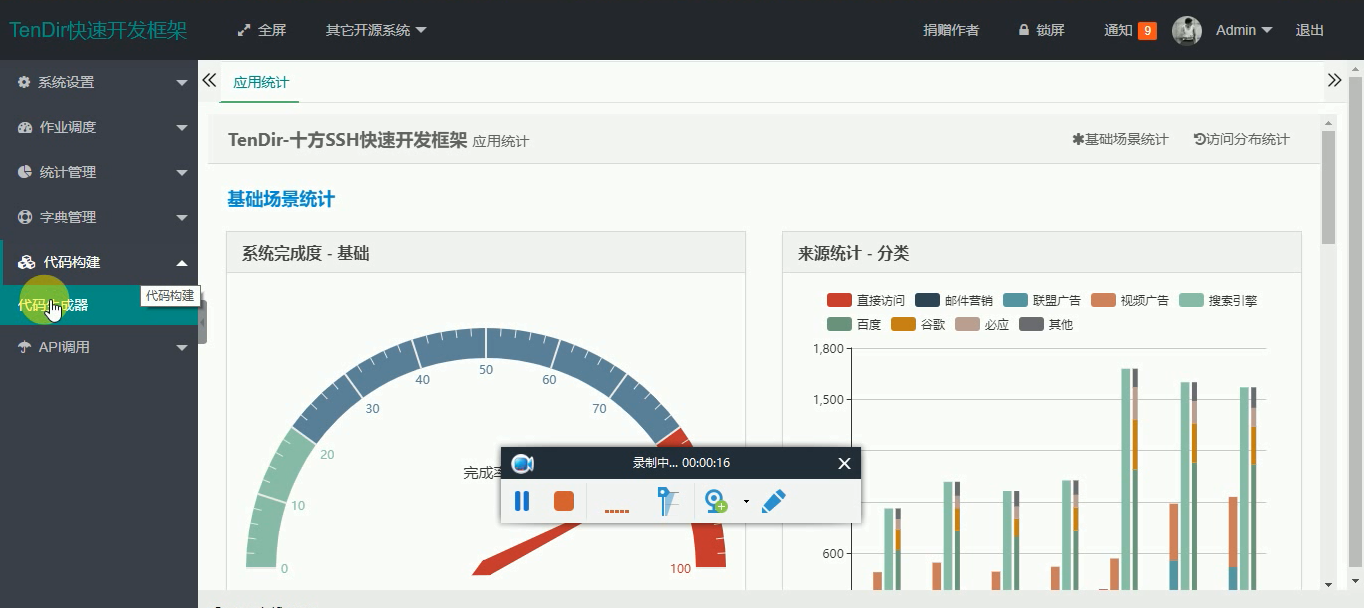 TenDir快速开发框架 全屏 其它开源系统 捐赠作者 锁屏 通知 9 Admin 退出
系统设置
作业调度
统计管理
字典管理
代码构建
代码生成器
代码构建
API调用
应用统计
TenDir-十方SSH快速开发框架 应用统计 基础场景统计 访问分布统计
基础场景统计
系统完成度 - 基础
0
10
20
30
40
50
60
70
100
完成率
来源统计 - 分类
直接访问 邮件营销 联盟广告 视频广告 搜索引擎
百度 谷歌 必应 其他
1,800
1,500
600
录制中... 00:00:16